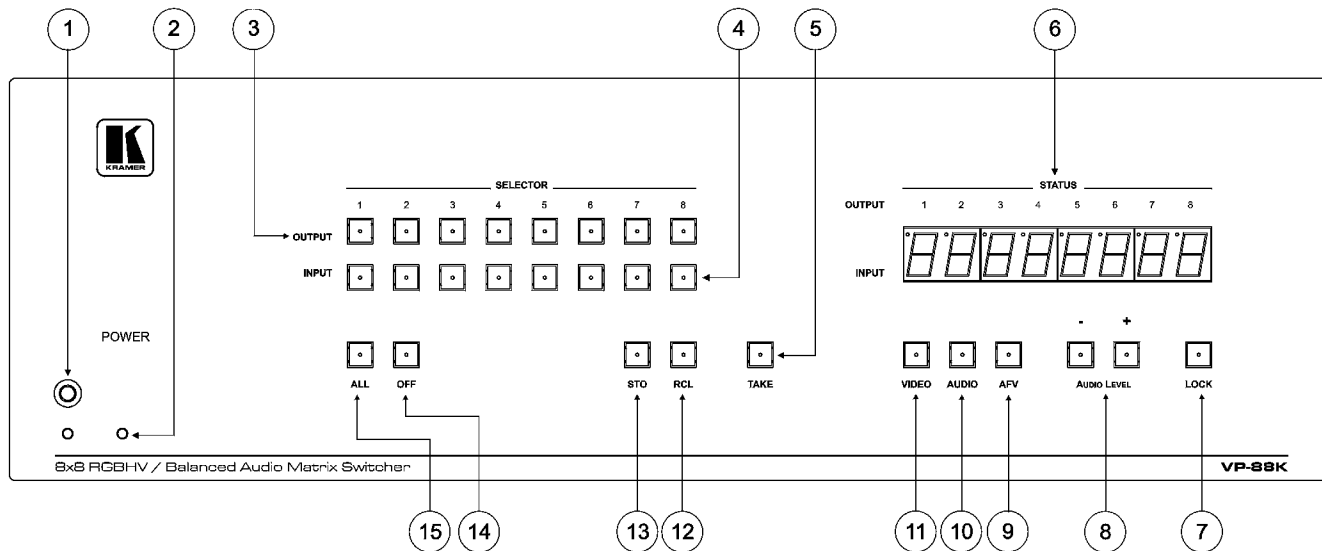 1 2 3 4 5 6
K
KRAMER
SELECTOR
STATUS
1 2 3 4 5 6 7 8
OUTPUT 1 2 3 4 5 6 7 8
OUTPUT
INPUT
INPUT
- +
POWER
ALL OFF STO RCL TAKE VIDEO AUDIO AFV AUDIO LEVEL LOCK
8x8 RGBHV / Balanced Audio Matrix Switcher
VP-88K
15 14 13 12 11 10 9 8 7